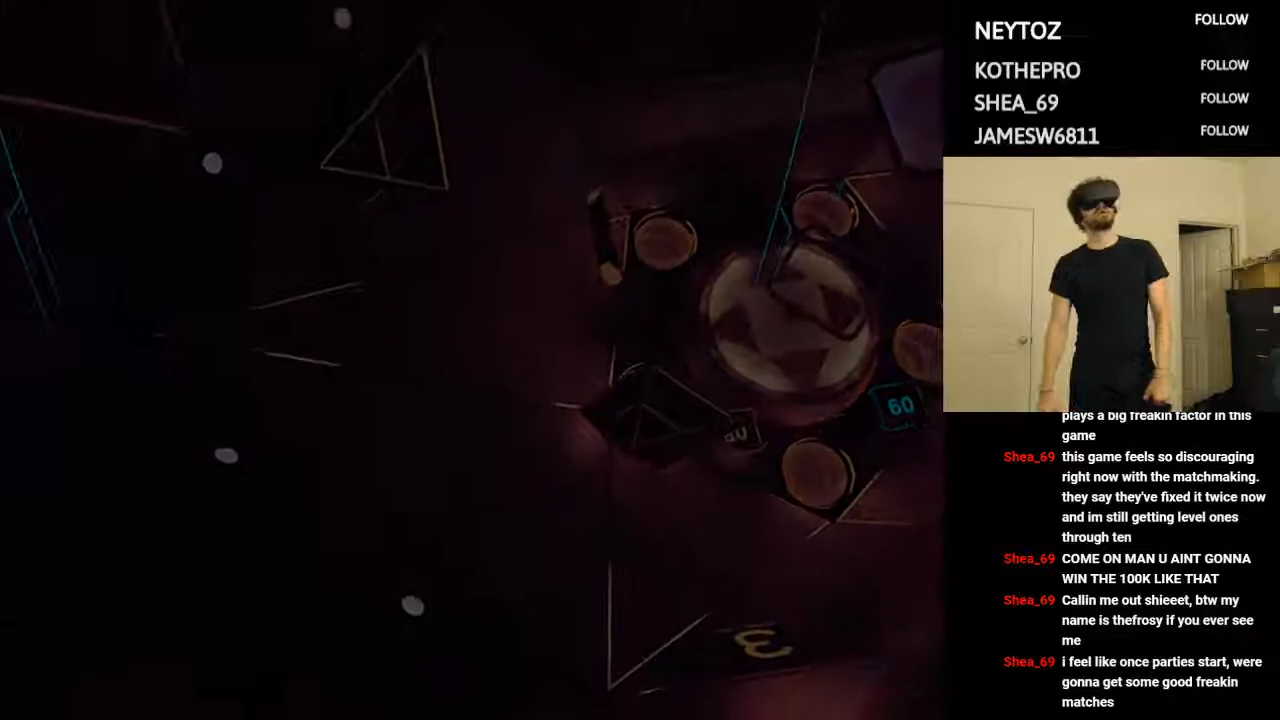 NEYTOZ FOLLOW
KOTHEPRO FOLLOW
SHEA_69 FOLLOW
JAMESW6811 FOLLOW
60
3
plays a big freakin factor in this
game
Shea_69 this game feels so discouraging
right now with the matchmaking.
they say they've fixed it twice now
and im still getting level ones
through ten
Shea_69 COME ON MAN U AINT GONNA
WIN THE 100K LIKE THAT
Shea_69 Callin me out shieeet, btw my
name is thefrosy if you ever see
me
Shea_69 i feel like once parties start, were
gonna get some good freakin
matches